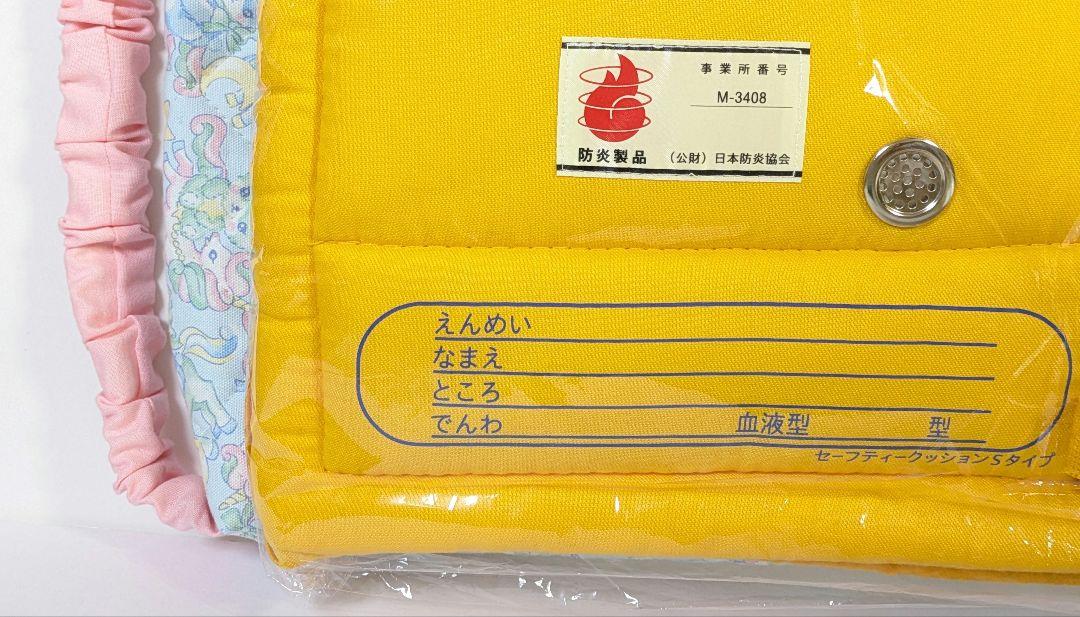 事業所番号
M-3408
防炎製品 (公財)日本防炎協会
えんめい
なまえ
ところ
でんわ 血液型 型
セーフティークッションSタイプ